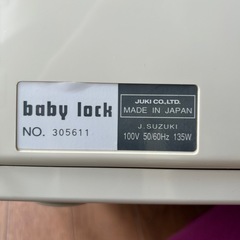 baby lock
NO. 305611
JUKI CO., LTD.
MADE IN JAPAN
J. SUZUKI
100V 50/60Hz 135W